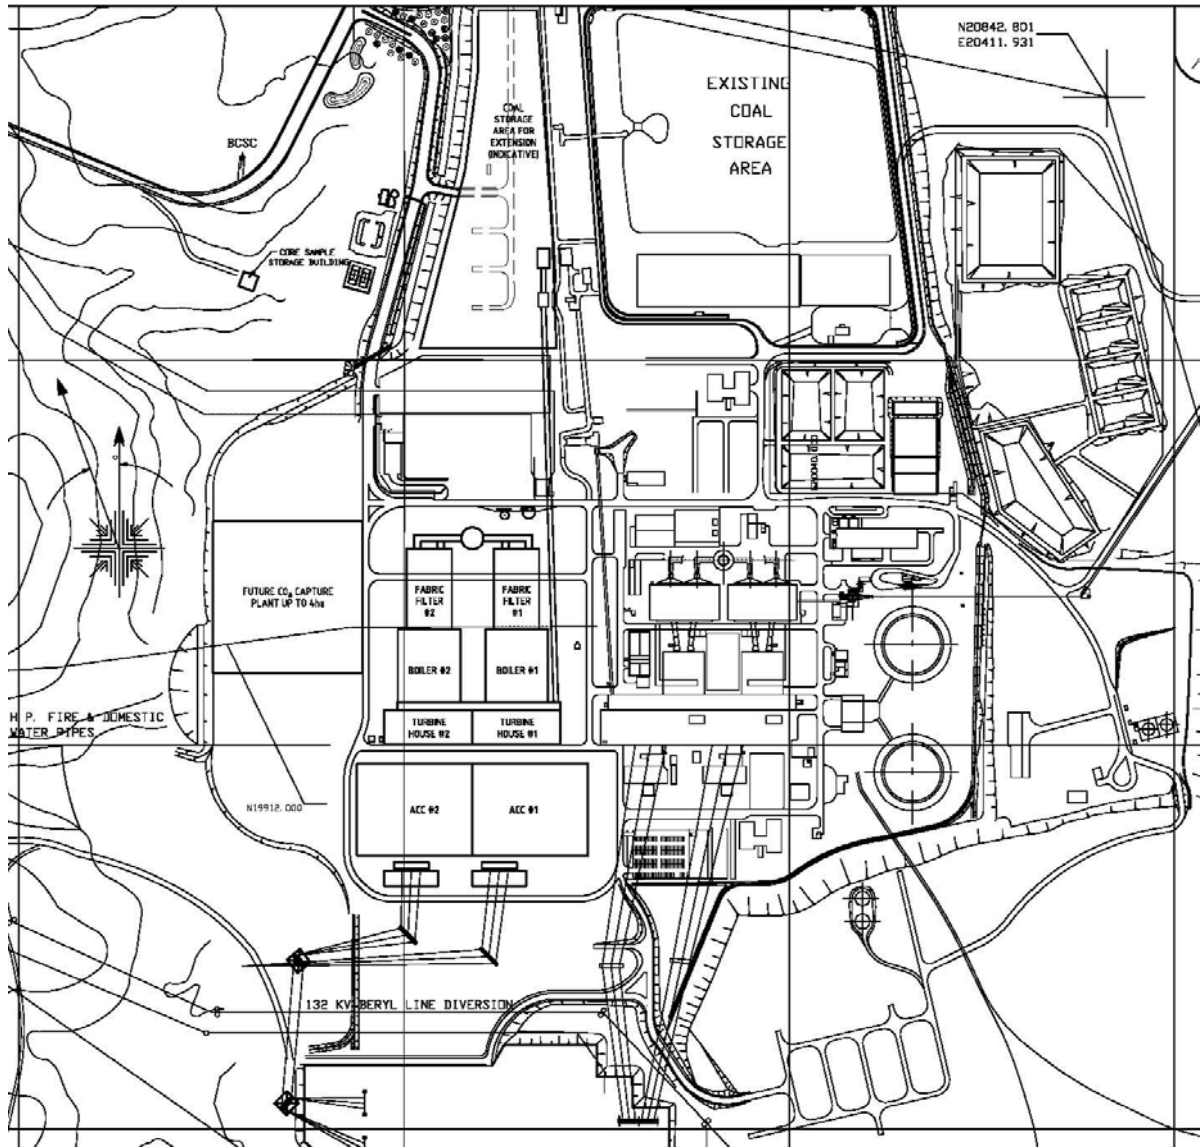 N20842. 801
E20411. 931
EXISTING
COAL
STORAGE
AREA
COAL
STORAGE
AREA FOR
EXTENSION
(INDICATIVE)
BCSC
CORE SAMPLE
STORAGE BUILDING
FUTURE CO₂ CAPTURE
PLANT UP TO 4ha
FABRIC
FILTER
#2
FABRIC
FILTER
#1
BOILER #2
BOILER #1
TURBINE
HOUSE #2
TURBINE
HOUSE #1
H P. FIRE & DOMESTIC
WATER PIPES
N19912. 000
ACC #2
ACC #1
132 KV BERYL LINE DIVERSION